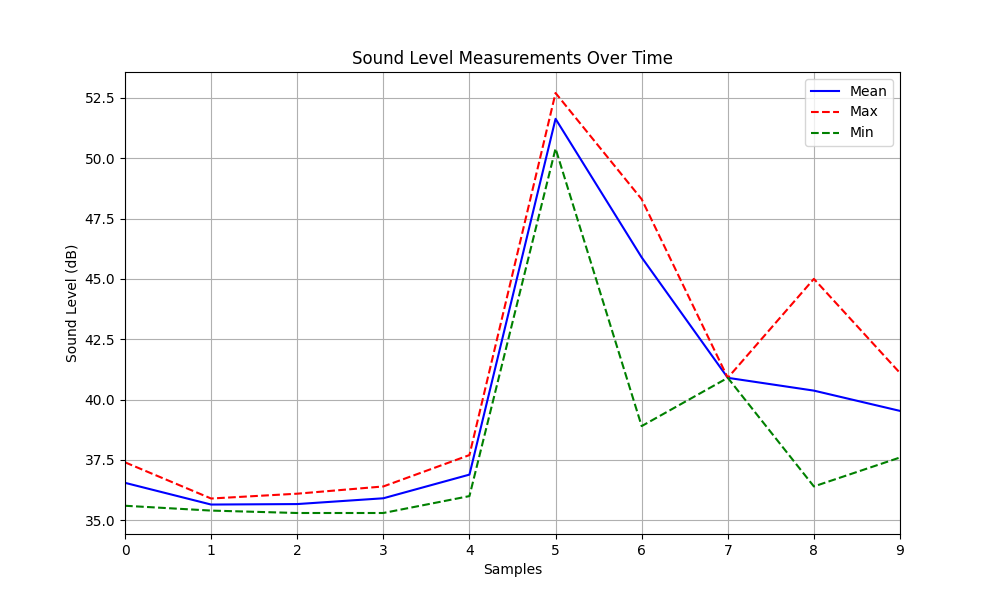 Sound Level Measurements Over Time
Mean
Max
Min
52.5
50.0
47.5
45.0
42.5
40.0
37.5
35.0
Sound Level (dB)
0 1 2 3 4 5 6 7 8 9
Samples